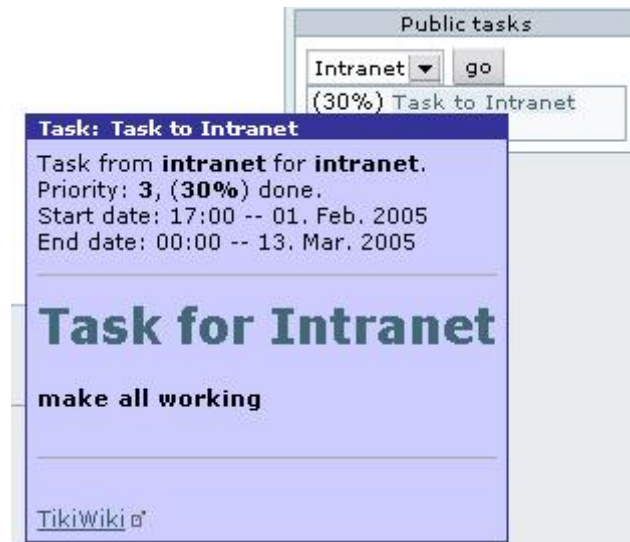 Public tasks
Intranet go
(30%) Task to Intranet
Task: Task to Intranet
Task from intranet for intranet.
Priority: 3, (30%) done.
Start date: 17:00 -- 01. Feb. 2005
End date: 00:00 -- 13. Mar. 2005
Task for Intranet
make all working
TikiWiki